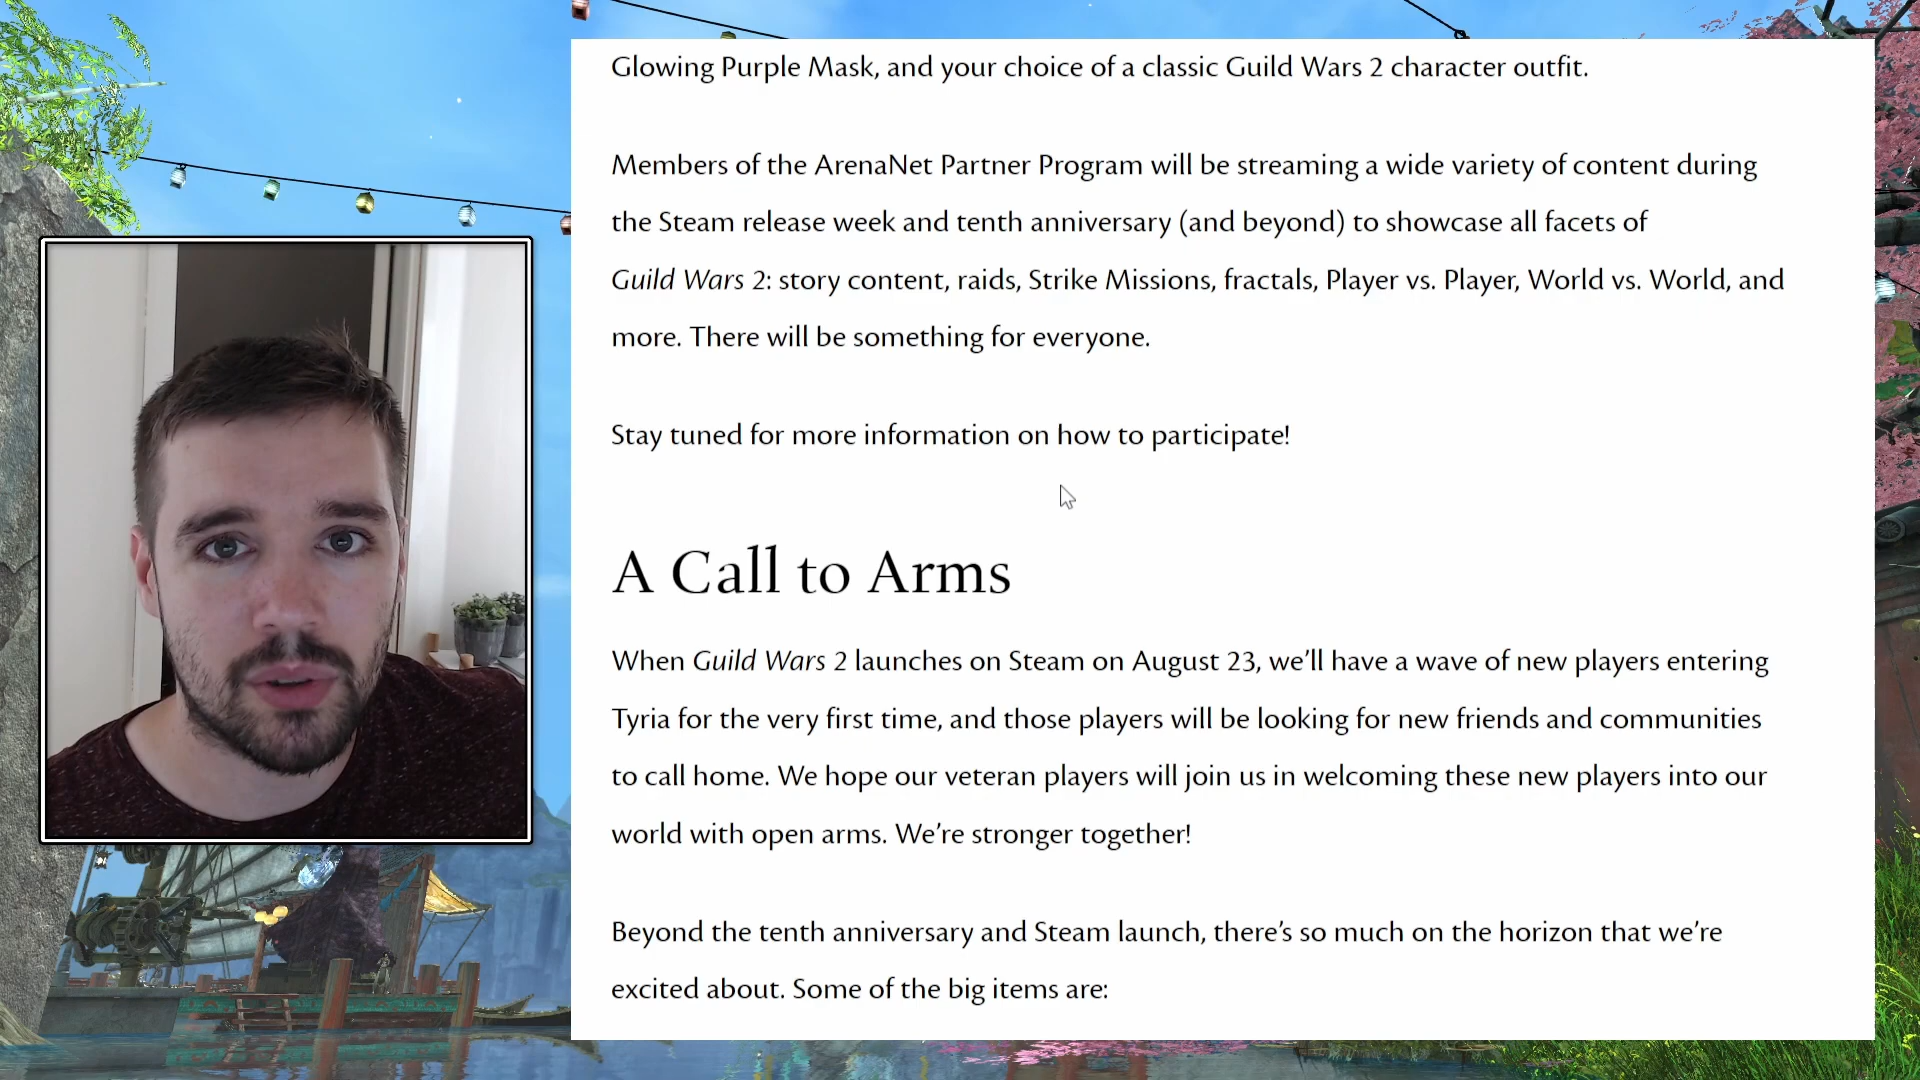 Glowing Purple Mask, and your choice of a classic Guild Wars 2 character outfit.
Members of the ArenaNet Partner Program will be streaming a wide variety of content during
the Steam release week and tenth anniversary (and beyond) to showcase all facets of
Guild Wars 2: story content, raids, Strike Missions, fractals, Player vs. Player, World vs. World, and
more. There will be something for everyone.
Stay tuned for more information on how to participate!
A Call to Arms
When Guild Wars 2 launches on Steam on August 23, we’ll have a wave of new players entering
Tyria for the very first time, and those players will be looking for new friends and communities
to call home. We hope our veteran players will join us in welcoming these new players into our
world with open arms. We’re stronger together!
Beyond the tenth anniversary and Steam launch, there’s so much on the horizon that we’re
excited about. Some of the big items are: